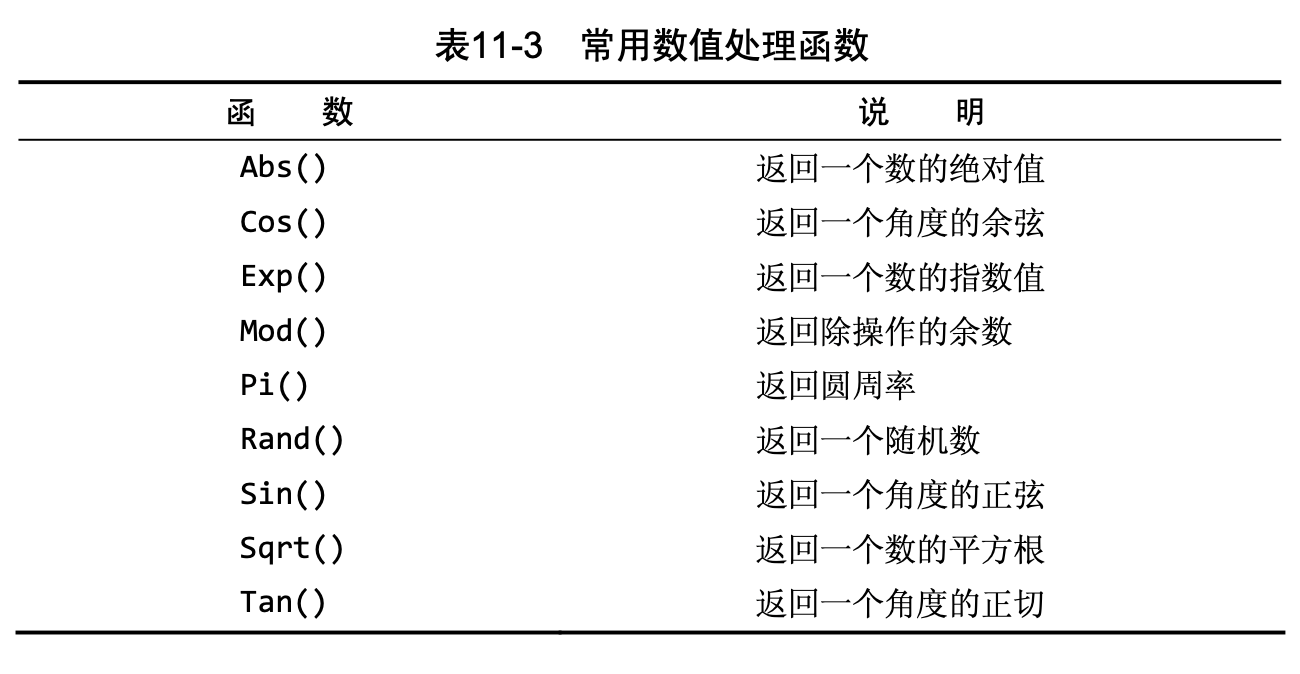 表11-3 常用数值处理函数
函 数 说 明
Abs() 返回一个数的绝对值
Cos() 返回一个角度的余弦
Exp() 返回一个数的指数值
Mod() 返回除操作的余数
Pi() 返回圆周率
Rand() 返回一个随机数
Sin() 返回一个角度的正弦
Sqrt() 返回一个数的平方根
Tan() 返回一个角度的正切